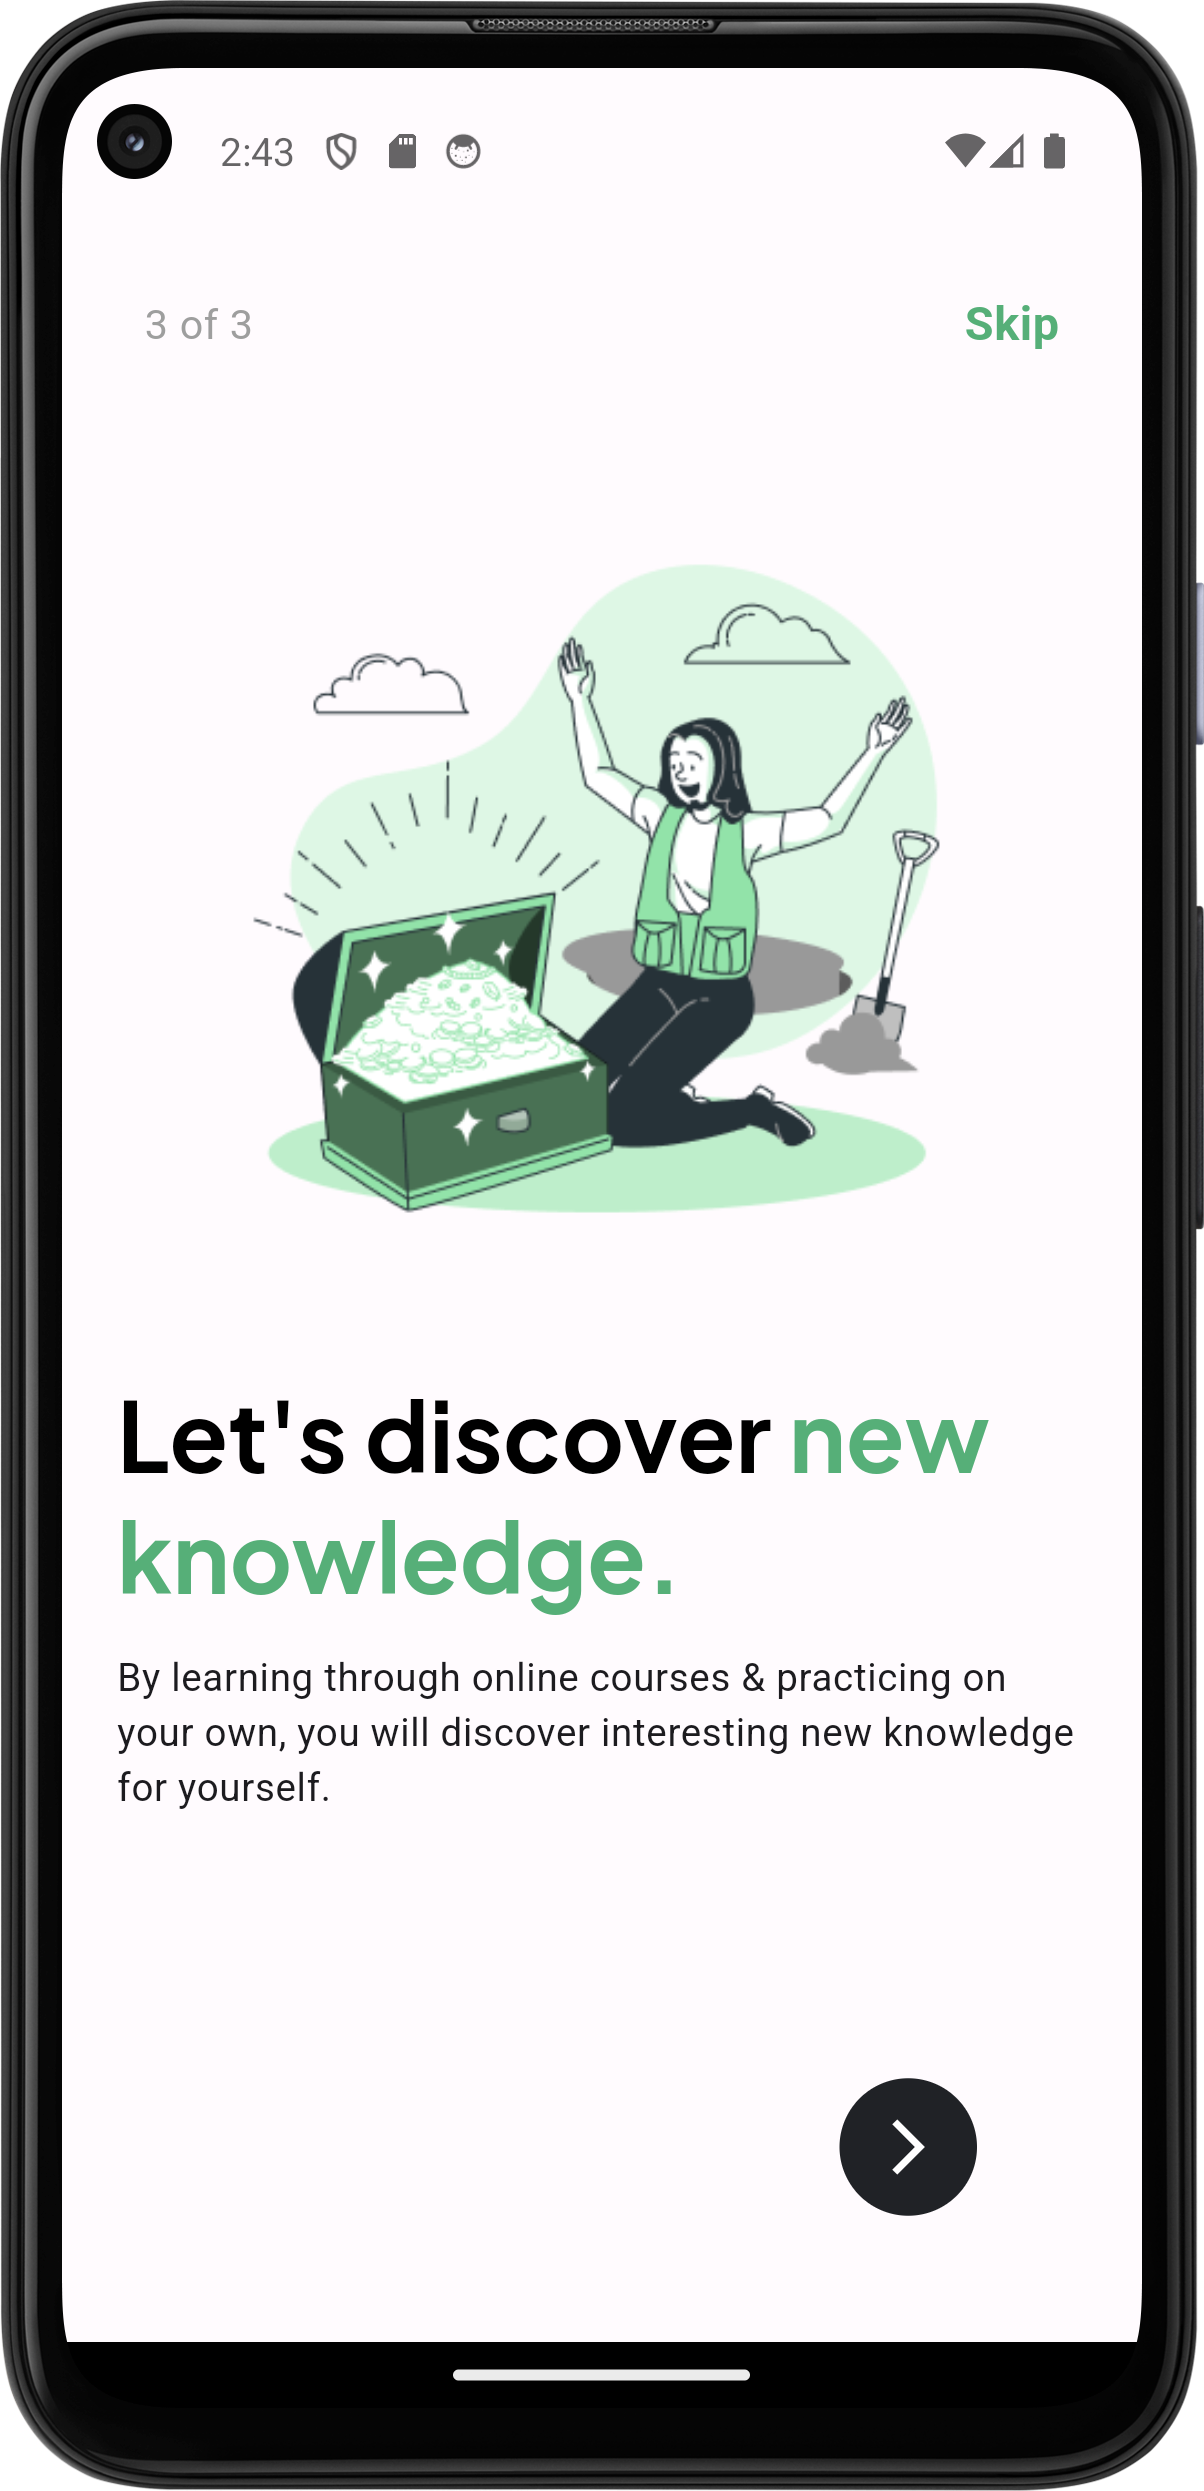 2:43
3 of 3
Skip
Let's discover new
knowledge.
By learning through online courses & practicing on
your own, you will discover interesting new knowledge
for yourself.